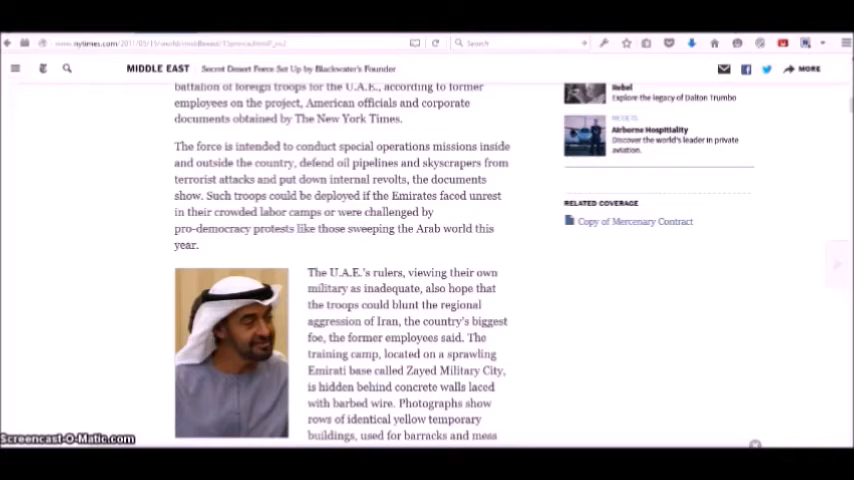 Search
MIDDLE EAST Secret Desert Force Set Up by Blackwater's Founder
MORE
battalion of foreign troops for the U.A.E., according to former
employees on the project, American officials and corporate
documents obtained by The New York Times.
The force is intended to conduct special operations missions inside
and outside the country, defend oil pipelines and skyscrapers from
terrorist attacks and put down internal revolts, the documents
show. Such troops could be deployed if the Emirates faced unrest
in their crowded labor camps or were challenged by
pro-democracy protests like those sweeping the Arab world this
year.
The U.A.E.'s rulers, viewing their own
military as inadequate, also hope that
the troops could blunt the regional
aggression of Iran, the country's biggest
foe, the former employees said. The
training camp, located on a sprawling
Emirati base called Zayed Military City,
is hidden behind concrete walls laced
with barbed wire. Photographs show
rows of identical yellow temporary
buildings, used for barracks and mess
Rebel
Explore the legacy of Dalton Trumbo
Airborne Hospitality
Discover the world's leader in private
aviation.
RELATED COVERAGE
Copy of Mercenary Contract
Screencast-O-Matic.com